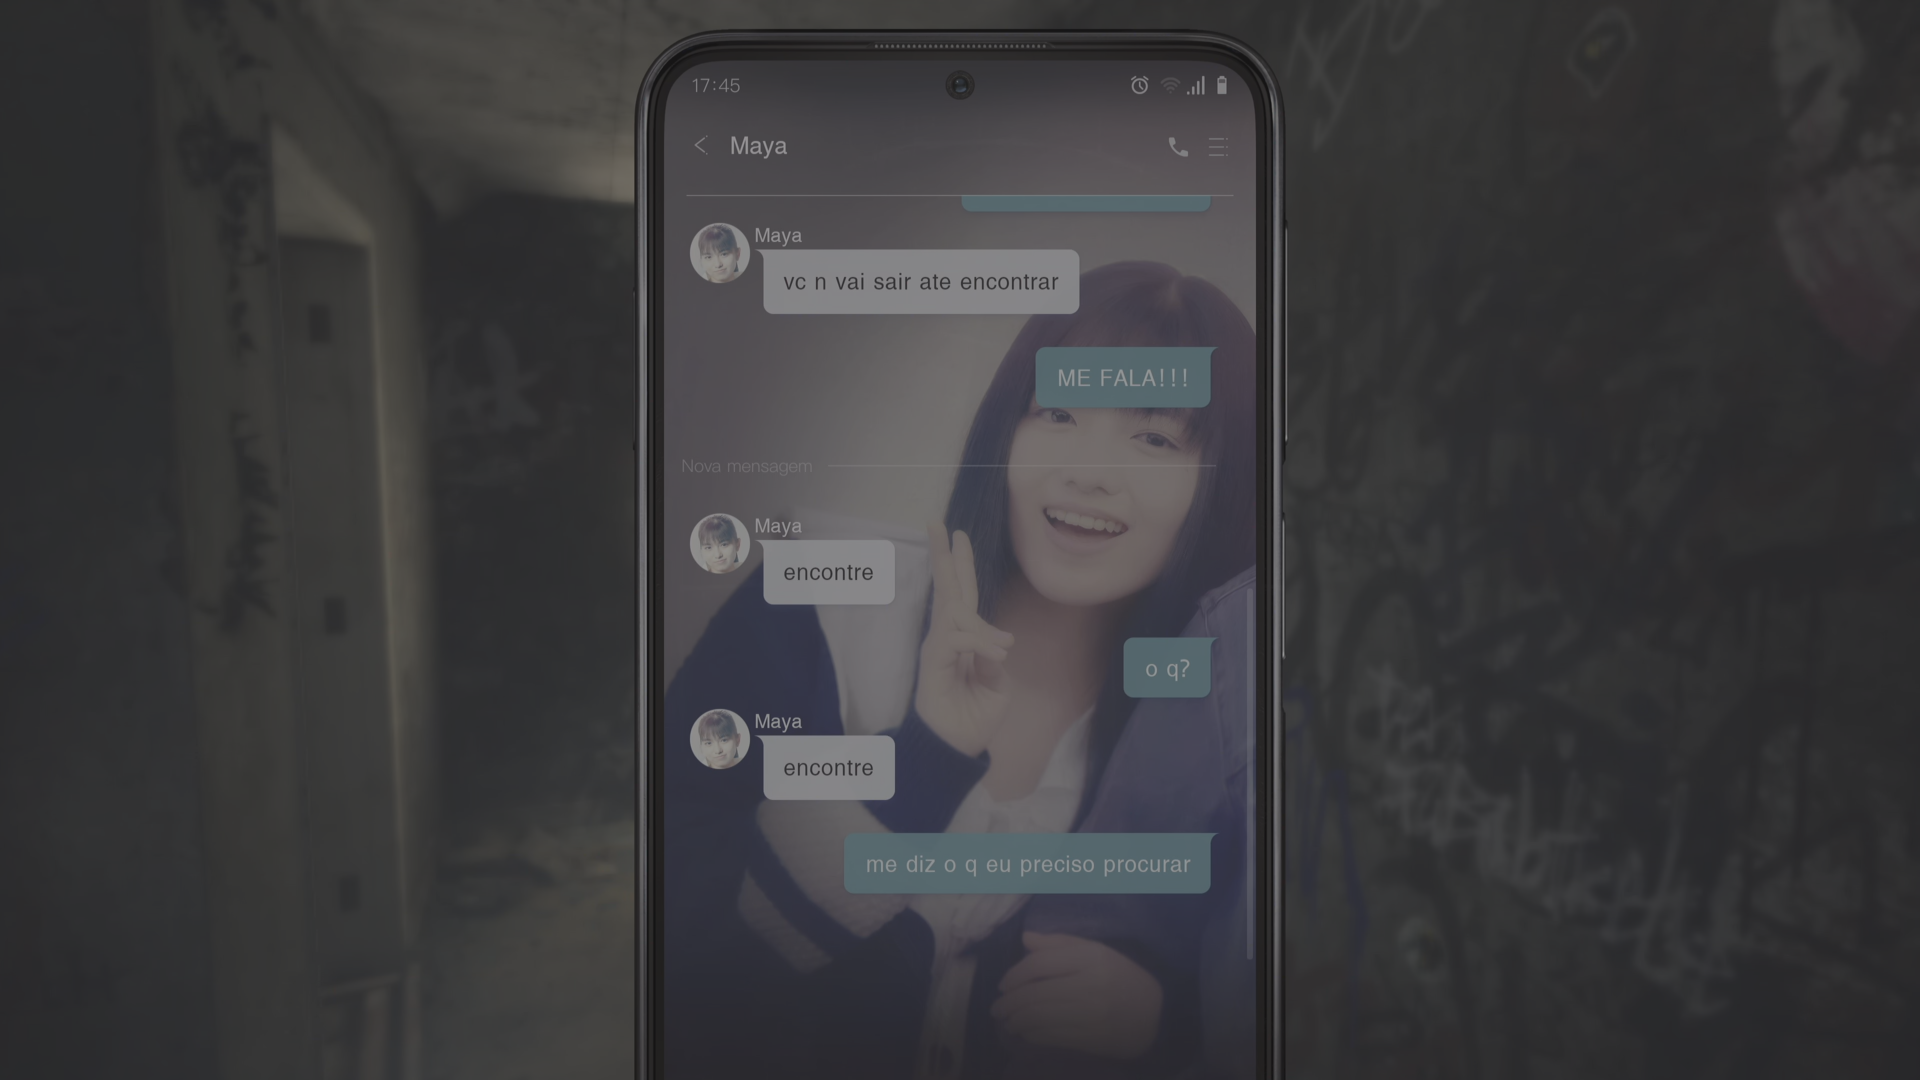 17:45
Maya
Maya
vc n vai sair ate encontrar
ME FALA!!!
Nova mensagem
Maya
encontre
o q?
Maya
encontre
me diz o q eu preciso procurar